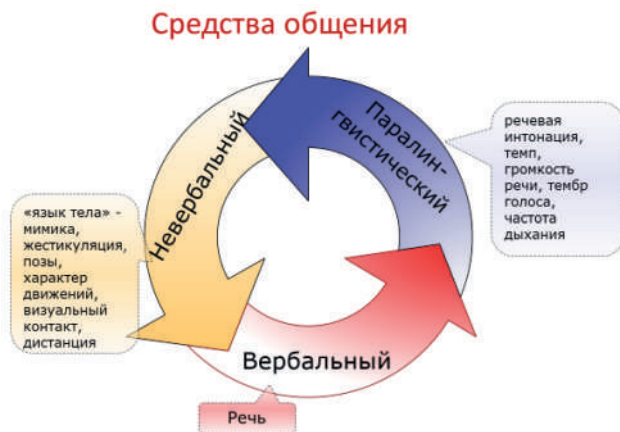 Средства общения
Паралин-
гвистический
речевая
интонация,
темп,
громкость
речи, тембр
голоса,
частота
дыхания
Невербальный
«язык тела» -
мимика,
жестикуляция,
позы,
характер
движений,
визуальный
контакт,
дистанция
Вербальный
Речь